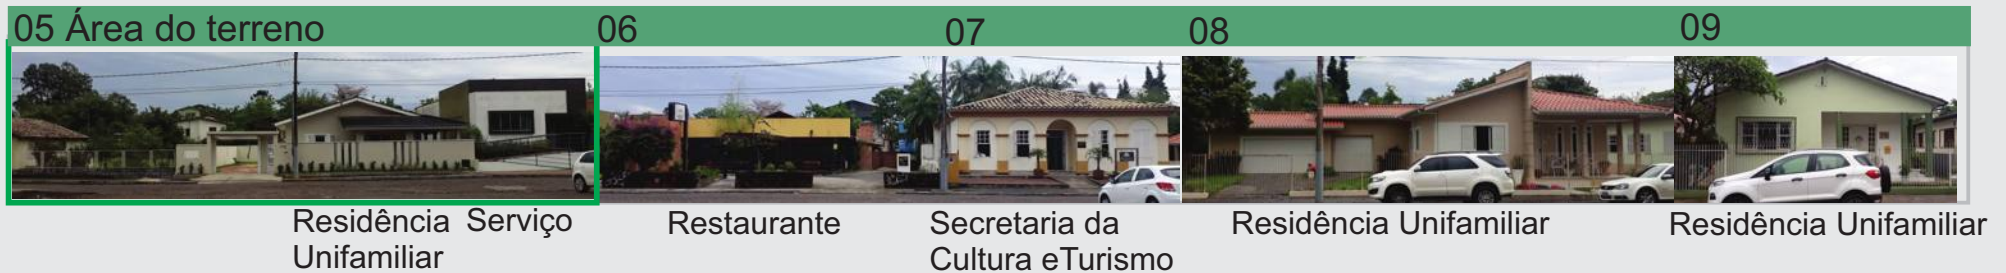 05 Área do terreno
06
07
08
09
Residência Unifamiliar
Serviço
Restaurante
Secretaria da
Cultura eTurismo
Residência Unifamiliar
Residência Unifamiliar